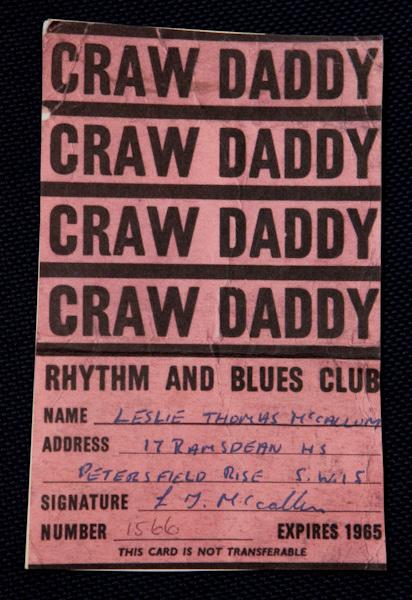 CRAW DADDY
CRAW DADDY
CRAW DADDY
CRAW DADDY
RHYTHM AND BLUES CLUB
NAME LESLIE THOMAS McCALLUM
ADDRESS 17 RAMSDEAN HS
PETERSFIELD RISE S.W.15
SIGNATURE L T. McCallum
NUMBER 1566 EXPIRES 1965
THIS CARD IS NOT TRANSFERABLE